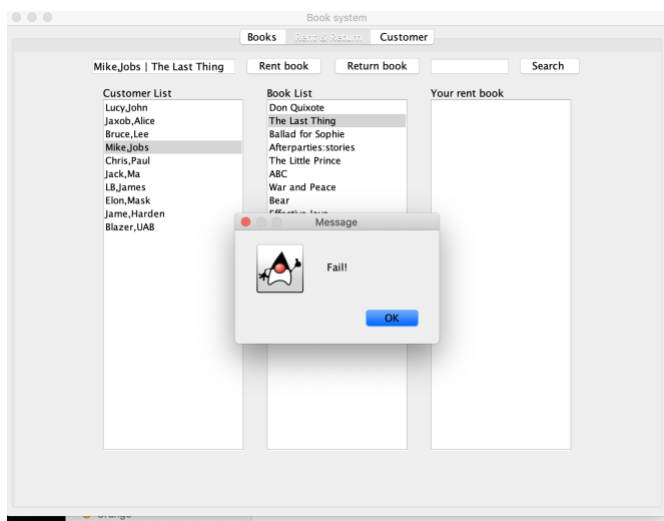 Book system
Books Rent & Return Customer
Mike,Jobs | The Last Thing Rent book Return book Search
Customer List Book List Your rent book
Lucy,John Don Quixote
Jaxob,Alice The Last Thing
Bruce,Lee Ballad for Sophie
Mike,Jobs Afterparties:stories
Chris,Paul The Little Prince
Jack,Ma ABC
LB,James War and Peace
Elon,Mask Bear
Jame,Harden
Blazer,UAB
Message
Fail!
OK